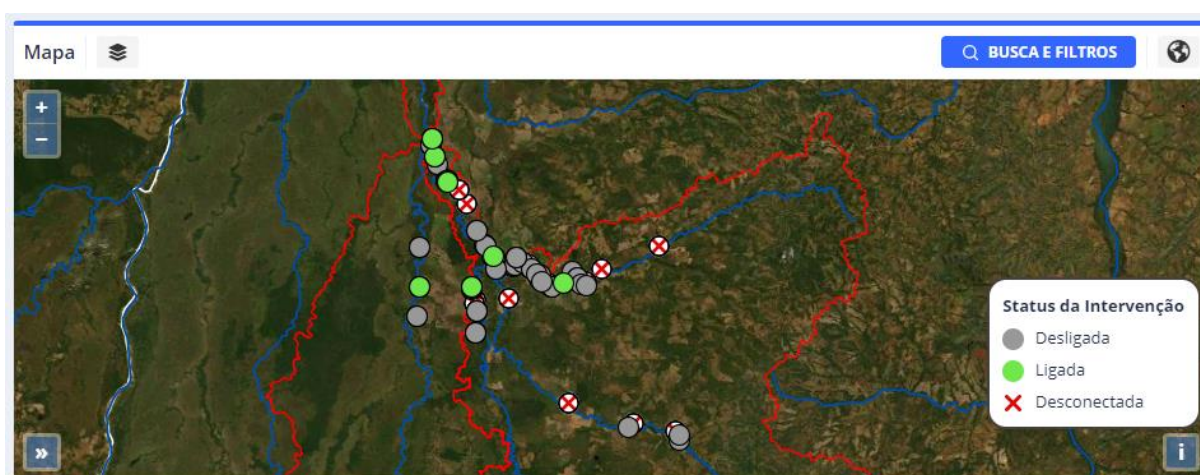 Mapa
BUSCA E FILTROS
+
−
Status da Intervenção
Desligada
Ligada
Desconectada
»
i